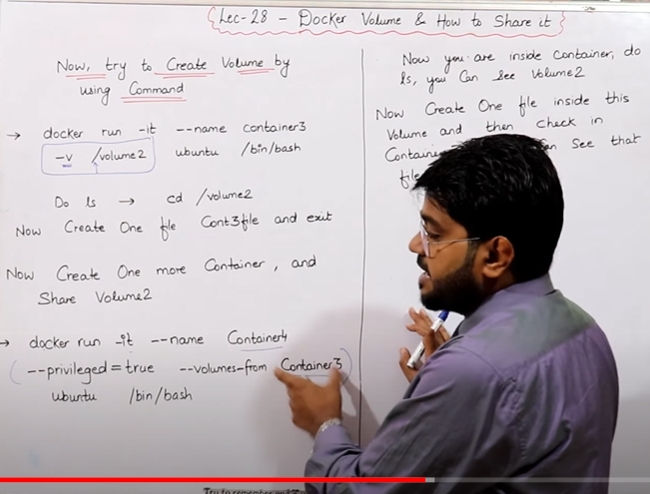 Lec-28 - Docker Volume & How to Share it
Now, try to Create Volume by
using Command
→ docker run -it --name container3
-v /volume2 ubuntu /bin/bash
Do ls → cd /volume2
Now Create One file Cont3file and exit
Now Create One more Container, and
Share Volume2
→ docker run -it --name Container4
(--privileged=true --volumes-from Container3)
ubuntu /bin/bash
Now you are inside container, do
ls, you Can see Volume2
Now Create One file inside this
Volume and then check in
see that